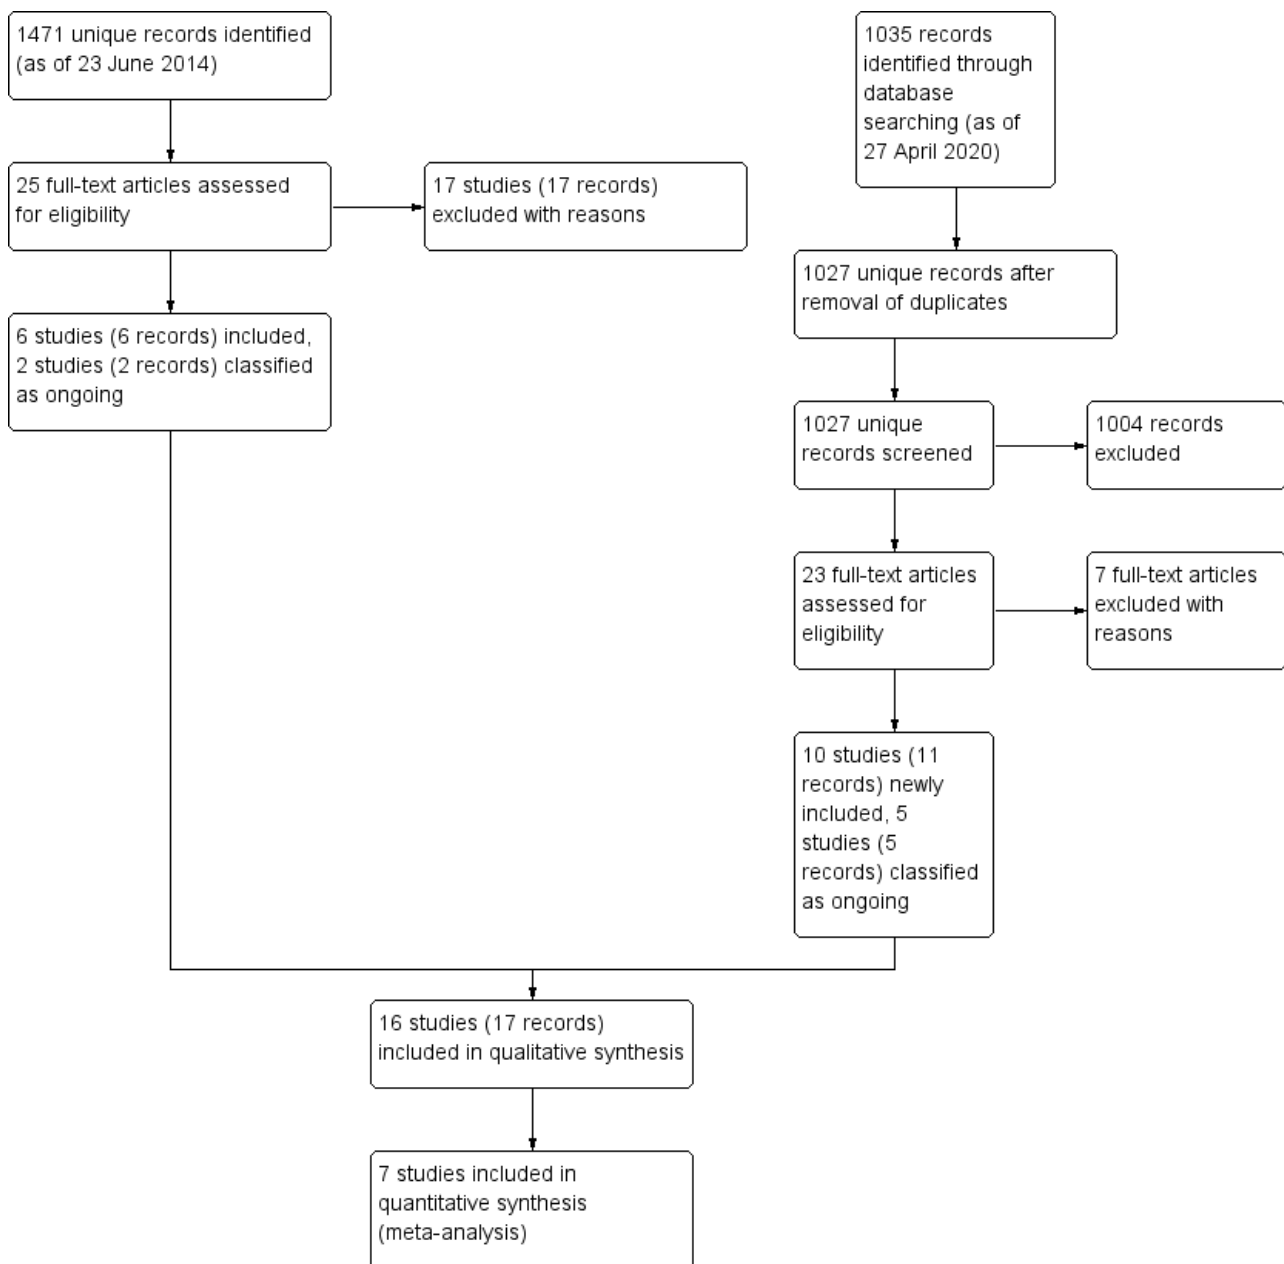 1471 unique records identified
(as of 23 June 2014)
25 full-text articles assessed
for eligibility
17 studies (17 records)
excluded with reasons
6 studies (6 records) included,
2 studies (2 records) classified
as ongoing
1035 records
identified through
database
searching (as of
27 April 2020)
1027 unique records after
removal of duplicates
1027 unique
records screened
1004 records
excluded
23 full-text articles
assessed for
eligibility
7 full-text articles
excluded with
reasons
10 studies (11
records) newly
included, 5
studies (5
records) classified
as ongoing
16 studies (17 records)
included in qualitative synthesis
7 studies included in
quantitative synthesis
(meta-analysis)